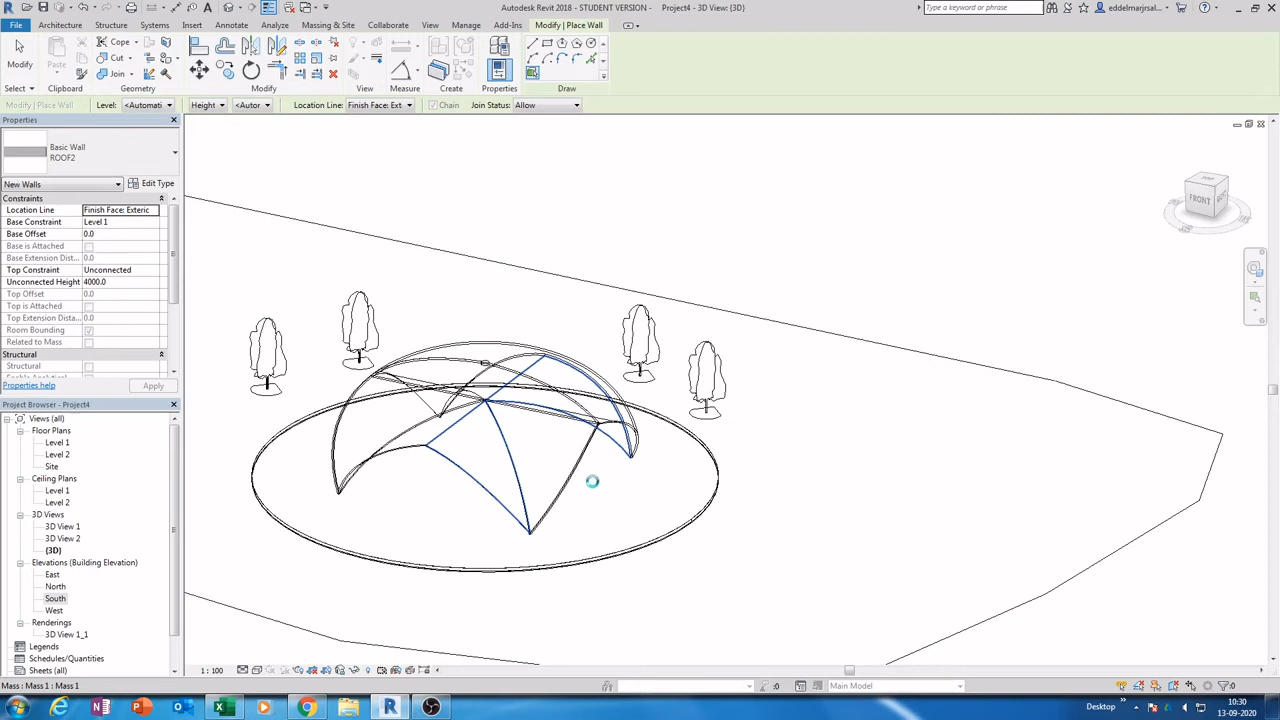 Autodesk Revit 2018 - STUDENT VERSION - Project4 - 3D View: {3D}
Type a keyword or phrase
eddelmarjrsal...
File Architecture Structure Systems Insert Annotate Analyze Massing & Site Collaborate View Manage Add-Ins Modify | Place Wall
Modify
Paste
Cope
Cut
Join
Select Clipboard Geometry Modify View Measure Create Properties Draw
Modify | Place Wall Level: <Automati Height <Autor Location Line: Finish Face: Ext Chain Join Status: Allow
Properties
Basic Wall
ROOF2
New Walls Edit Type
Constraints
Location Line Finish Face: Exteric
Base Constraint Level 1
Base Offset 0.0
Base is Attached
Base Extension Dist...
Top Constraint Unconnected
Unconnected Height 4000.0
Top Offset 0.0
Top is Attached
Top Extension Dista...
Room Bounding
Related to Mass
Structural
Structural
Properties help Apply
Project Browser - Project4
Views (all)
Floor Plans
Level 1
Level 2
Site
Ceiling Plans
Level 1
Level 2
3D Views
3D View 1
3D View 2
{3D}
Elevations (Building Elevation)
East
North
South
West
Renderings
3D View 1_1
Legends
Schedules/Quantities
Sheets (all)
TOP
FRONT
1 : 100
Mass : Mass 1 : Mass 1
:0 Main Model :0
Desktop
10:30
13-09-2020